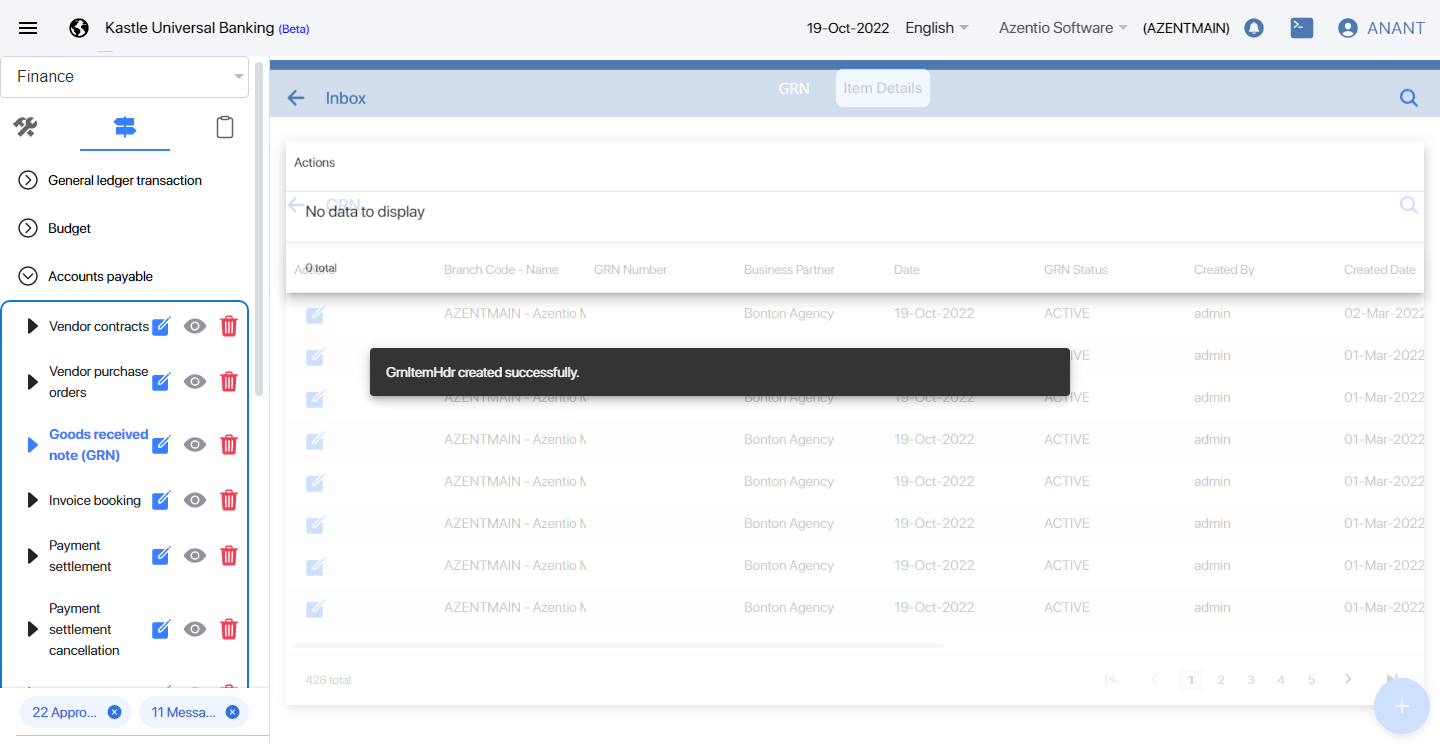 Kastle Universal Banking (Beta)
19-Oct-2022
English
Azentio Software
(AZENTMAIN)
ANANT
Finance
General ledger transaction
Budget
Accounts payable
Vendor contracts
Vendor purchase
orders
Goods received
note (GRN)
Invoice booking
Payment
settlement
Payment
settlement
cancellation
22 Appro...
11 Messa...
Inbox
GRN
Item Details
Actions
GRN
No data to display
0 total
Actions Branch Code - Name GRN Number Business Partner Date GRN Status Created By Created Date
AZENTMAIN - Azentio M Bonton Agency 19-Oct-2022 ACTIVE admin 02-Mar-2022
IVE admin 01-Mar-2022
GrnItemHdr created successfully.
AZENTMAIN - Azentio M Bonton Agency 19-Oct-2022 ACTIVE admin 01-Mar-2022
AZENTMAIN - Azentio M Bonton Agency 19-Oct-2022 ACTIVE admin 01-Mar-2022
AZENTMAIN - Azentio M Bonton Agency 19-Oct-2022 ACTIVE admin 01-Mar-2022
AZENTMAIN - Azentio M Bonton Agency 19-Oct-2022 ACTIVE admin 01-Mar-2022
AZENTMAIN - Azentio M Bonton Agency 19-Oct-2022 ACTIVE admin 01-Mar-2022
AZENTMAIN - Azentio M Bonton Agency 19-Oct-2022 ACTIVE admin 01-Mar-2022
428 total
1 2 3 4 5